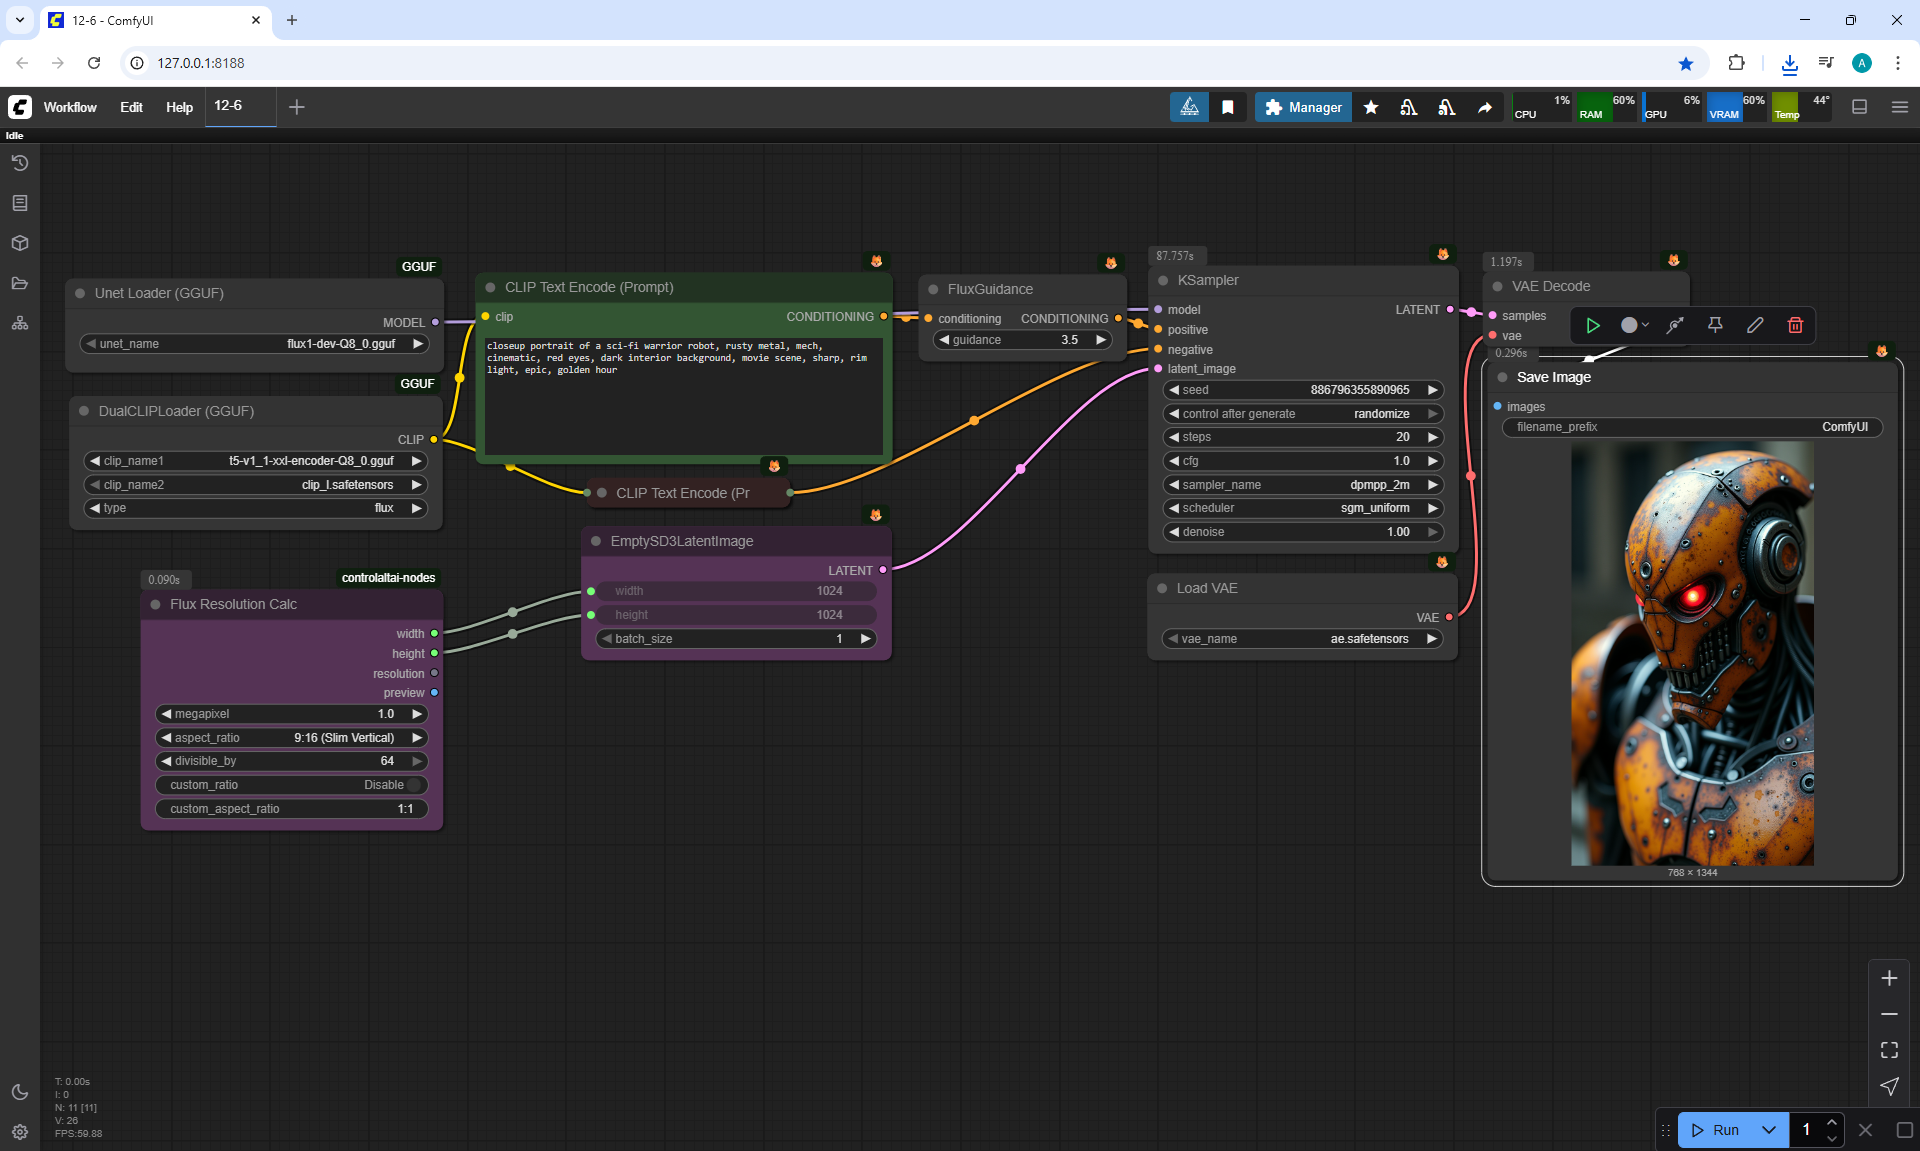 12-6 - ComfyUI
127.0.0.1:8188
A
Workflow
Edit
Help
12-6
Manager
CPU 1%
RAM 60%
GPU 6%
VRAM 60%
Temp 44°
Idle
GGUF
Unet Loader (GGUF)
MODEL
unet_name flux1-dev-Q8_0.gguf
GGUF
DualCLIPLoader (GGUF)
CLIP
clip_name1 t5-v1_1-xxl-encoder-Q8_0.gguf
clip_name2 clip_l.safetensors
type flux
0.090s
controlaltai-nodes
Flux Resolution Calc
width
height
resolution
preview
megapixel 1.0
aspect_ratio 9:16 (Slim Vertical)
divisible_by 64
custom_ratio Disable
custom_aspect_ratio 1:1
CLIP Text Encode (Prompt)
clip CONDITIONING
closeup portrait of a sci-fi warrior robot, rusty metal, mech,
cinematic, red eyes, dark interior background, movie scene, sharp, rim
light, epic, golden hour
CLIP Text Encode (Pr
EmptySD3LatentImage
LATENT
width 1024
height 1024
batch_size 1
FluxGuidance
conditioning CONDITIONING
guidance 3.5
87.757s
KSampler
model LATENT
positive
negative
latent_image
seed 886796355890965
control after generate randomize
steps 20
cfg 1.0
sampler_name dpmpp_2m
scheduler sgm_uniform
denoise 1.00
Load VAE
VAE
vae_name ae.safetensors
1.197s
VAE Decode
samples
vae
0.296s
Save Image
images
filename_prefix ComfyUI
768 × 1344
T: 0.00s
I: 0
N: 11 [11]
V: 26
FPS:59.88
Run
1